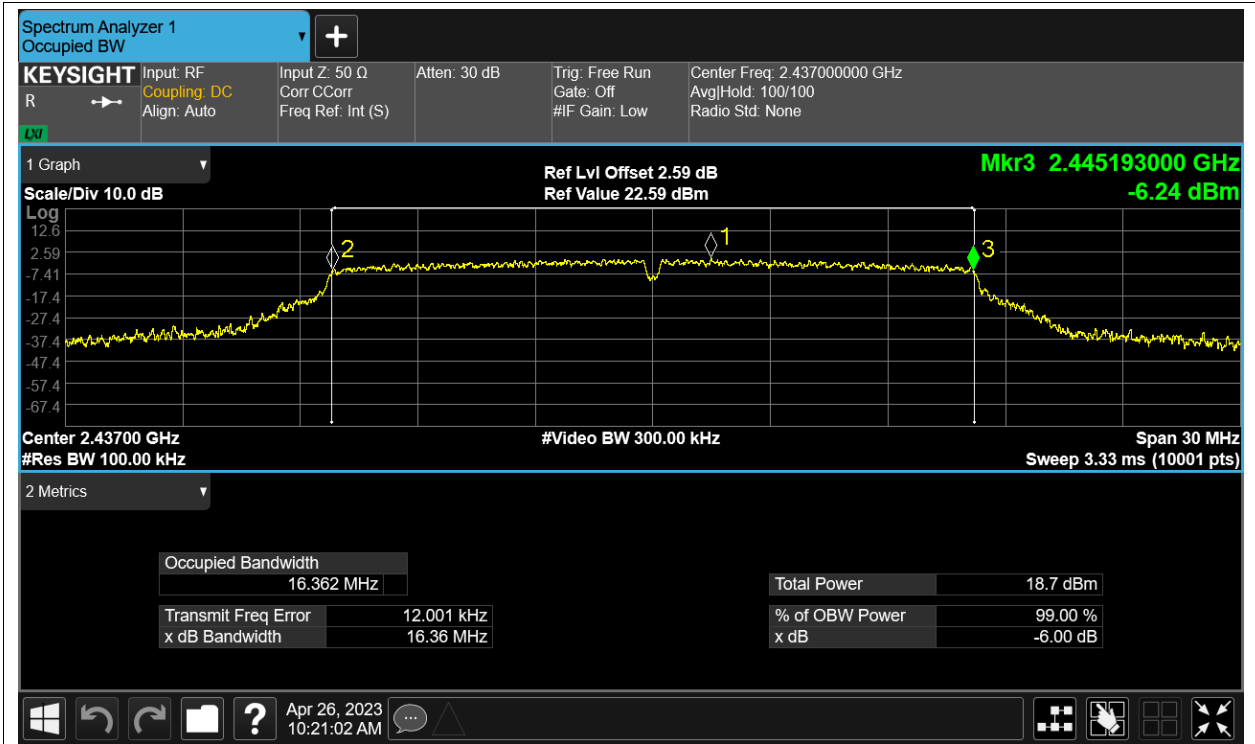 Spectrum Analyzer 1
Occupied BW
KEYSIGHT
R
LXI
Input: RF
Coupling: DC
Align: Auto
Input Z: 50 Ω
Corr CCorr
Freq Ref: Int (S)
Atten: 30 dB
Trig: Free Run
Gate: Off
#IF Gain: Low
Center Freq: 2.437000000 GHz
Avg|Hold: 100/100
Radio Std: None
1 Graph
Ref Lvl Offset 2.59 dB
Mkr3 2.445193000 GHz
Scale/Div 10.0 dB
Ref Value 22.59 dBm
-6.24 dBm
Log
12.6
2.59
-7.41
-17.4
-27.4
-37.4
-47.4
-57.4
-67.4
2
1
3
Center 2.43700 GHz
#Video BW 300.00 kHz
Span 30 MHz
#Res BW 100.00 kHz
Sweep 3.33 ms (10001 pts)
2 Metrics
Occupied Bandwidth
16.362 MHz
Transmit Freq Error 12.001 kHz
x dB Bandwidth 16.36 MHz
Total Power 18.7 dBm
% of OBW Power 99.00 %
x dB -6.00 dB
?
Apr 26, 2023
10:21:02 AM